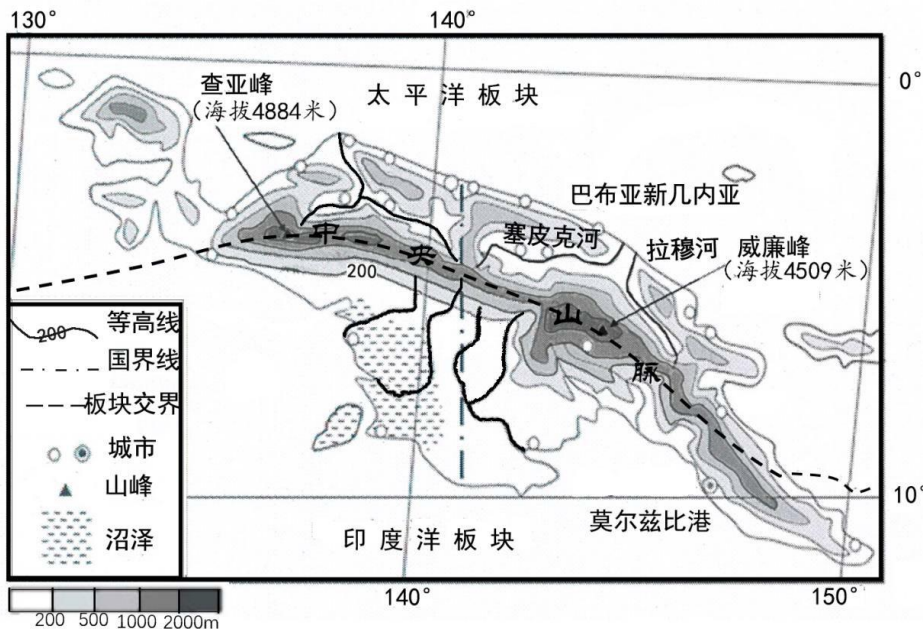 130°
140°
0°
查亚峰
（海拔4884米）
太平洋板块
巴布亚新几内亚
塞皮克河
拉穆河
威廉峰
（海拔4509米）
中
央
山
脉
200
200
等高线
国界线
板块交界
城市
山峰
沼泽
印度洋板块
莫尔兹比港
10°
200 500 1000 2000m
140°
150°